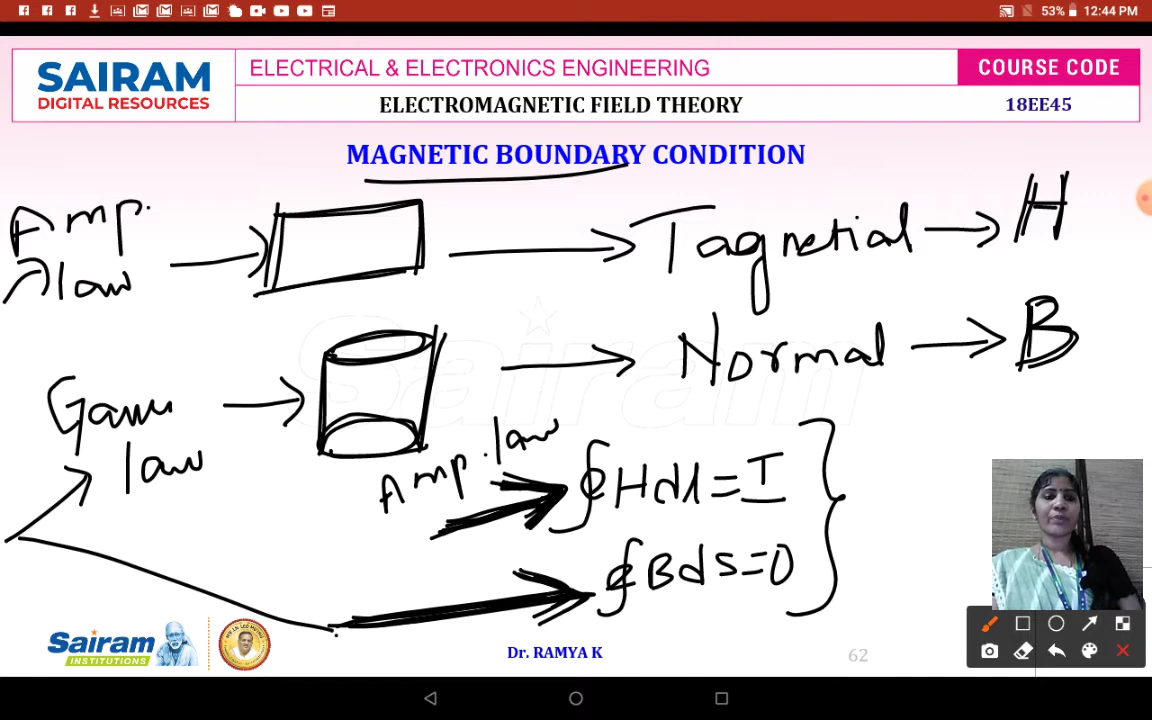 53% 12:44 PM
SAIRAM
DIGITAL RESOURCES
ELECTRICAL & ELECTRONICS ENGINEERING
COURSE CODE
ELECTROMAGNETIC FIELD THEORY
18EE45
MAGNETIC BOUNDARY CONDITION
Amp. law → → Tagnetial → H
Gauss law → → Normal → B
Amp. law → ∮Hdl = I
∮Bds=0
Sairam
Sairam
INSTITUTIONS
Dr. RAMYA K
62